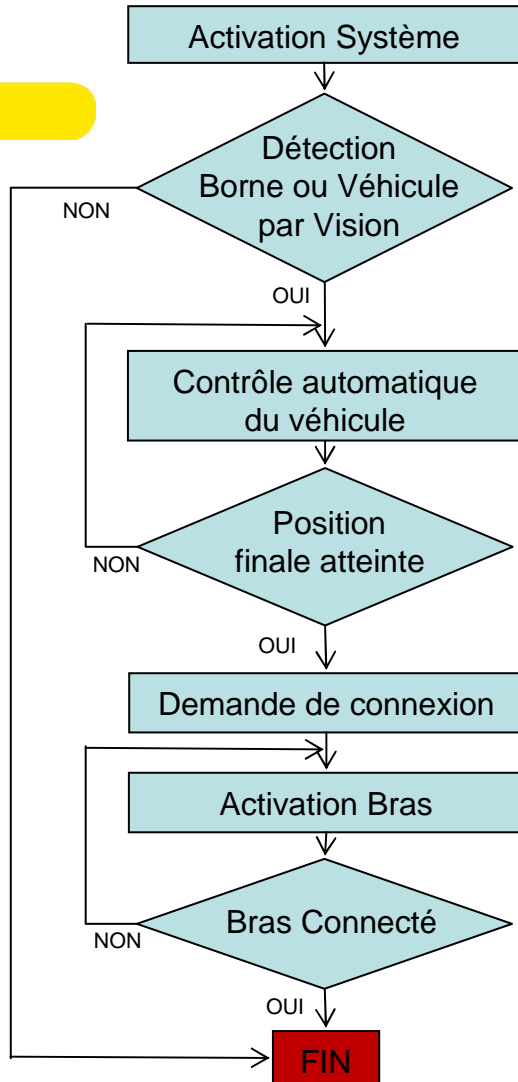 Activation Système
Détection
Borne ou Véhicule
par Vision
NON
OUI
Contrôle automatique
du véhicule
Position
finale atteinte
NON
OUI
Demande de connexion
Activation Bras
Bras Connecté
NON
OUI
FIN